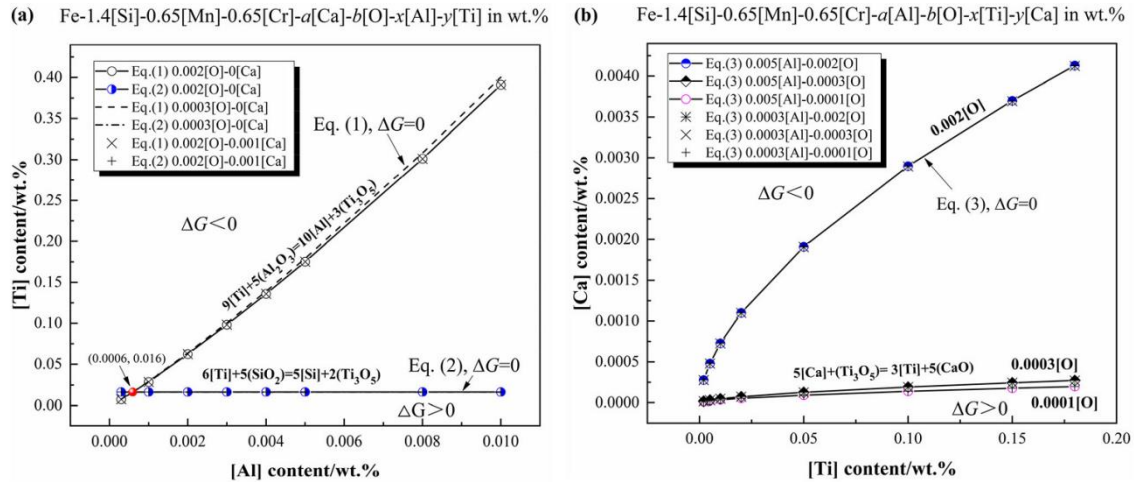 (a) Fe-1.4[Si]-0.65[Mn]-0.65[Cr]-a[Ca]-b[O]-x[Al]-y[Ti] in wt.%
Eq.(1) 0.002[O]-0[Ca]
Eq.(2) 0.002[O]-0[Ca]
Eq.(1) 0.0003[O]-0[Ca]
Eq.(2) 0.0003[O]-0[Ca]
Eq.(1) 0.002[O]-0.001[Ca]
Eq.(2) 0.002[O]-0.001[Ca]
Eq. (1), ΔG=0
ΔG<0
9[Ti]+5(Al₂O₃)=10[Al]+3(Ti₃O₅)
(0.0006, 0.016)
6[Ti]+5(SiO₂)=5[Si]+2(Ti₃O₅)
Eq. (2), ΔG=0
ΔG>0
[Ti] content/wt.%
0.40
0.35
0.30
0.25
0.20
0.15
0.10
0.05
0.00
0.000 0.002 0.004 0.006 0.008 0.010
[Al] content/wt.%
(b) Fe-1.4[Si]-0.65[Mn]-0.65[Cr]-a[Al]-b[O]-x[Ti]-y[Ca] in wt.%
Eq.(3) 0.005[Al]-0.002[O]
Eq.(3) 0.005[Al]-0.0003[O]
Eq.(3) 0.005[Al]-0.0001[O]
Eq.(3) 0.0003[Al]-0.002[O]
Eq.(3) 0.0003[Al]-0.0003[O]
Eq.(3) 0.0003[Al]-0.0001[O]
0.002[O]
ΔG<0
Eq. (3), ΔG=0
5[Ca]+(Ti₃O₅)= 3[Ti]+5(CaO)
0.0003[O]
ΔG>0
0.0001[O]
[Ca] content/wt.%
0.0040
0.0035
0.0030
0.0025
0.0020
0.0015
0.0010
0.0005
0.0000
0.00 0.05 0.10 0.15 0.20
[Ti] content/wt.%